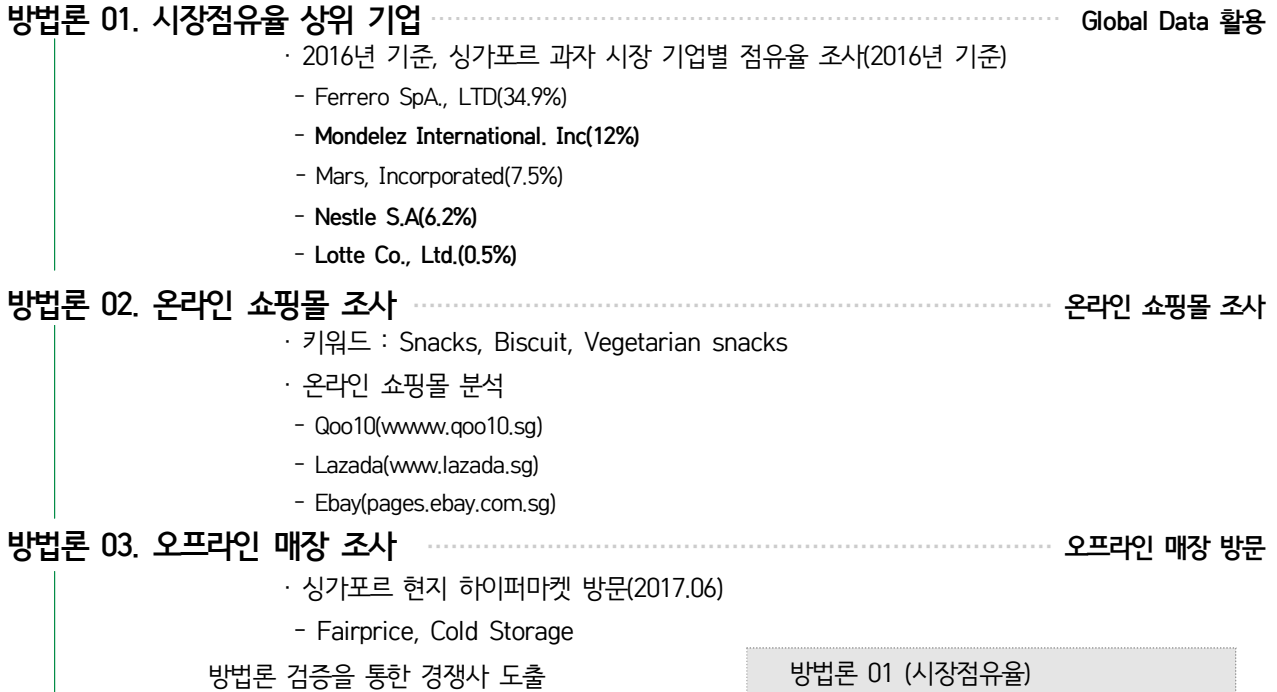 방법론 01. 시장점유율 상위 기업 Global Data 활용
· 2016년 기준, 싱가포르 과자 시장 기업별 점유율 조사(2016년 기준)
- Ferrero SpA., LTD(34.9%)
- Mondelez International. Inc(12%)
- Mars, Incorporated(7.5%)
- Nestle S.A(6.2%)
- Lotte Co., Ltd.(0.5%)
방법론 02. 온라인 쇼핑몰 조사 온라인 쇼핑몰 조사
· 키워드 : Snacks, Biscuit, Vegetarian snacks
· 온라인 쇼핑몰 분석
- Qoo10(wwww.qoo10.sg)
- Lazada(www.lazada.sg)
- Ebay(pages.ebay.com.sg)
방법론 03. 오프라인 매장 조사 오프라인 매장 방문
· 싱가포르 현지 하이퍼마켓 방문(2017.06)
- Fairprice, Cold Storage
방법론 검증을 통한 경쟁사 도출 방법론 01 (시장점유율)